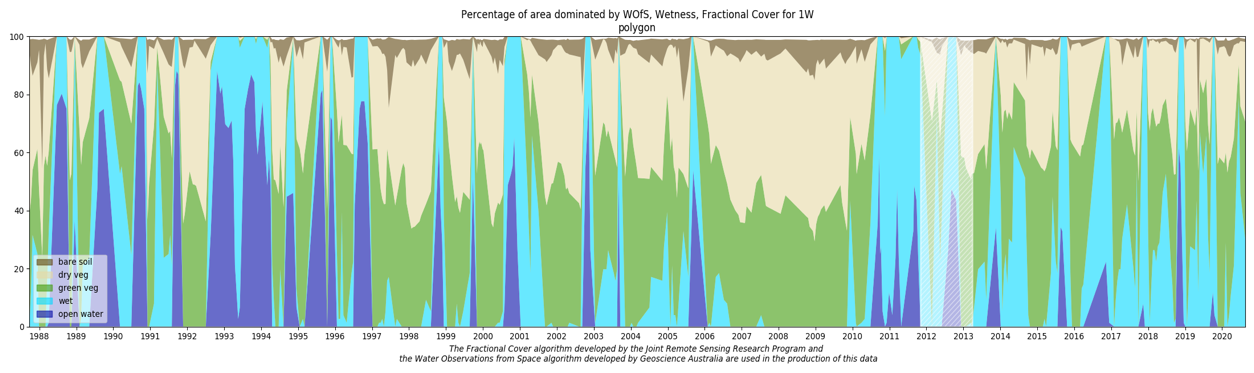 Percentage of area dominated by WOfS, Wetness, Fractional Cover for 1W
polygon
100
80
60
40
20
0
bare soil
dry veg
green veg
wet
open water
1988 1989 1990 1991 1992 1993 1994 1995 1996 1997 1998 1999 2000 2001 2002 2003 2004 2005 2006 2007 2008 2009 2010 2011 2012 2013 2014 2015 2016 2017 2018 2019 2020
The Fractional Cover algorithm developed by the Joint Remote Sensing Research Program and
the Water Observations from Space algorithm developed by Geoscience Australia are used in the production of this data